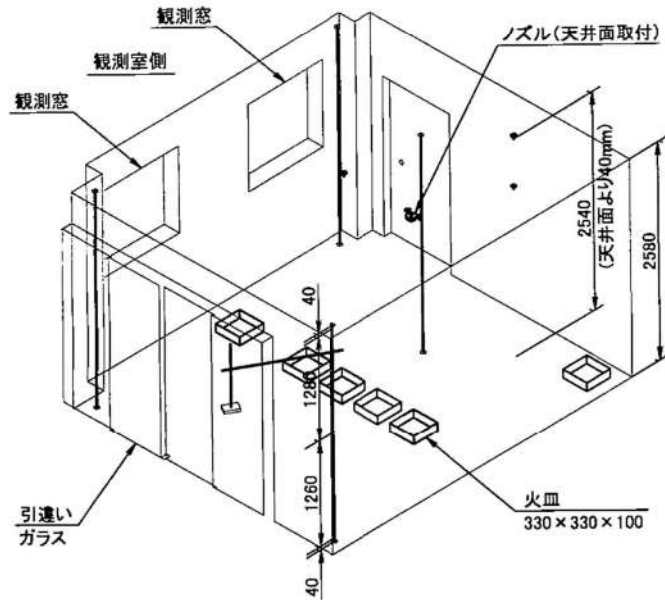 観測窓
ノズル(天井面取付)
観測室側
観測窓
2540
(天井面より40mm)
2580
40
1280
1260
引違い
ガラス
火皿
330×330×100
40